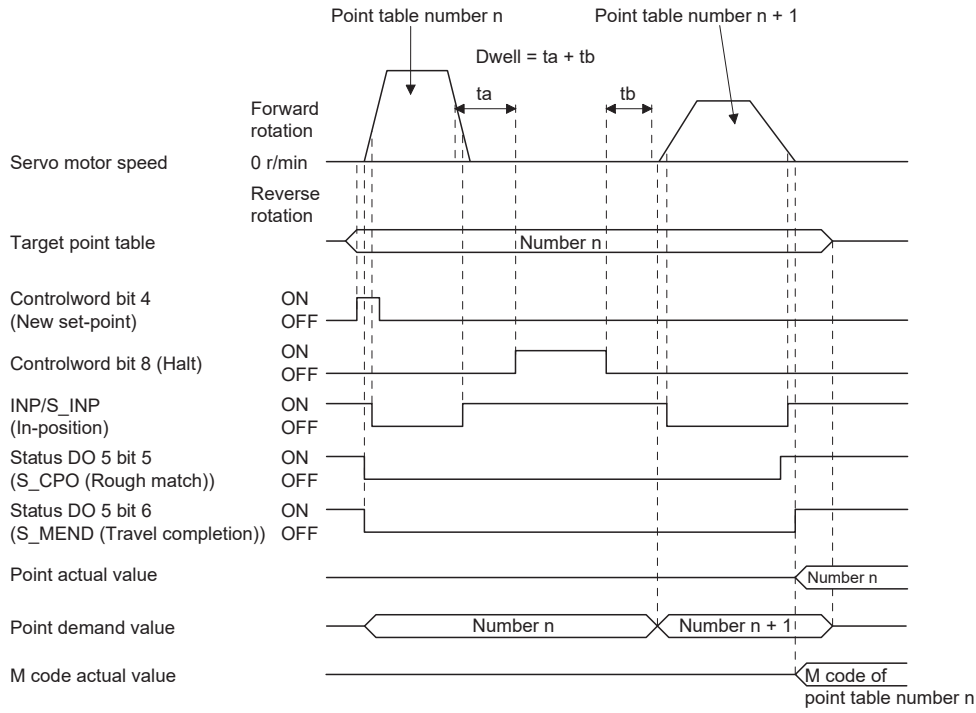 Point table number n
Point table number n + 1
Dwell = ta + tb
ta
tb
Forward
rotation
Servo motor speed
0 r/min
Reverse
rotation
Target point table
Number n
Controlword bit 4
(New set-point)
ON
OFF
Controlword bit 8 (Halt)
ON
OFF
INP/S_INP
(In-position)
ON
OFF
Status DO 5 bit 5
(S_CPO (Rough match))
ON
OFF
Status DO 5 bit 6
(S_MEND (Travel completion))
ON
OFF
Point actual value
Number n
Point demand value
Number n
Number n + 1
M code actual value
M code of
point table number n